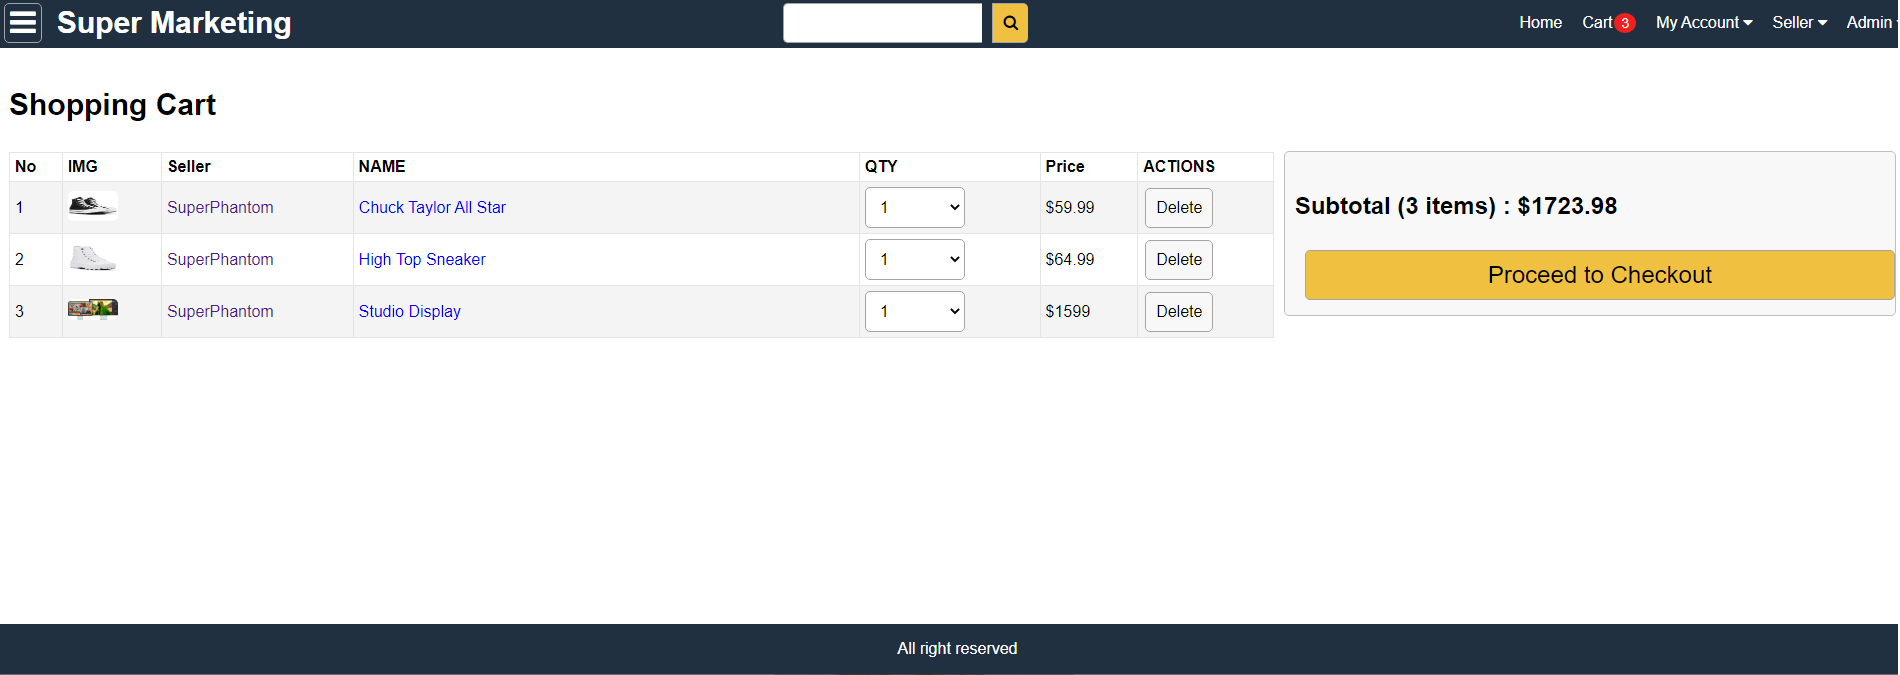 Super Marketing
Home Cart 3 My Account Seller Admin
Shopping Cart
No IMG Seller NAME QTY Price ACTIONS
1 SuperPhantom Chuck Taylor All Star 1 $59.99 Delete
2 SuperPhantom High Top Sneaker 1 $64.99 Delete
3 SuperPhantom Studio Display 1 $1599 Delete
Subtotal (3 items) : $1723.98
Proceed to Checkout
All right reserved